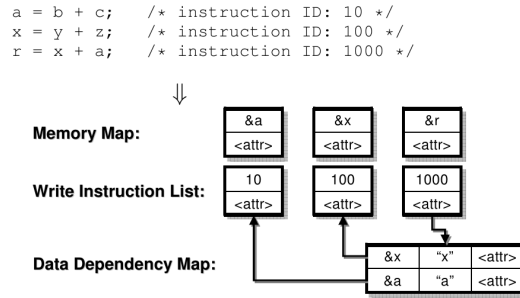 a = b + c;    /* instruction ID: 10 */
x = y + z;    /* instruction ID: 100 */
r = x + a;    /* instruction ID: 1000 */
⇓
Memory Map: &a &x &r
<attr> <attr> <attr>
Write Instruction List: 10 100 1000
<attr> <attr> <attr>
Data Dependency Map: &x "x" <attr>
&a "a" <attr>